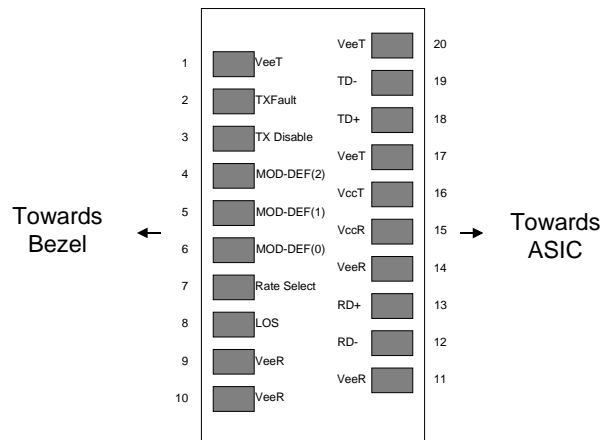 VeeT 20
1 VeeT
TD- 19
2 TXFault
TD+ 18
3 TX Disable
VeeT 17
4 MOD-DEF(2)
VccT 16
5 MOD-DEF(1)
Towards
Bezel
VccR 15
Towards
ASIC
6 MOD-DEF(0)
VeeR 14
7 Rate Select
RD+ 13
8 LOS
RD- 12
9 VeeR
VeeR 11
10 VeeR